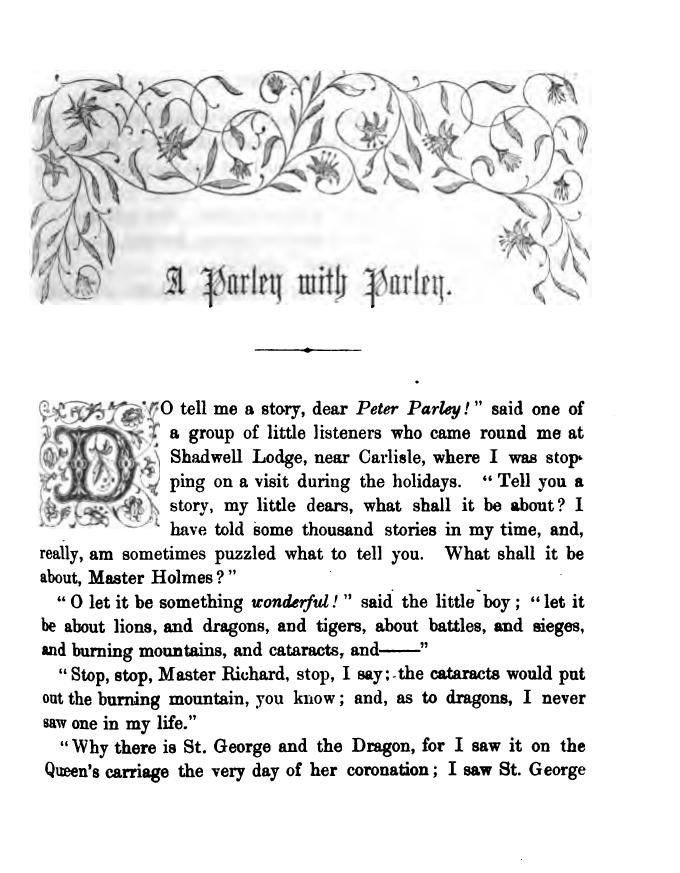 A Parley with Parley.
DO tell me a story, dear Peter Parley!" said one of
a group of little listeners who came round me at
Shadwell Lodge, near Carlisle, where I was stop-
ping on a visit during the holidays. "Tell you a
story, my little dears, what shall it be about? I
have told some thousand stories in my time, and,
really, am sometimes puzzled what to tell you. What shall it be
about, Master Holmes?"
"O let it be something wonderful!" said the little boy; "let it
be about lions, and dragons, and tigers, about battles, and sieges,
and burning mountains, and cataracts, and——"
"Stop, stop, Master Richard, stop, I say; the cataracts would put
out the burning mountain, you know; and, as to dragons, I never
saw one in my life."
"Why there is St. George and the Dragon, for I saw it on the
Queen's carriage the very day of her coronation; I saw St. George